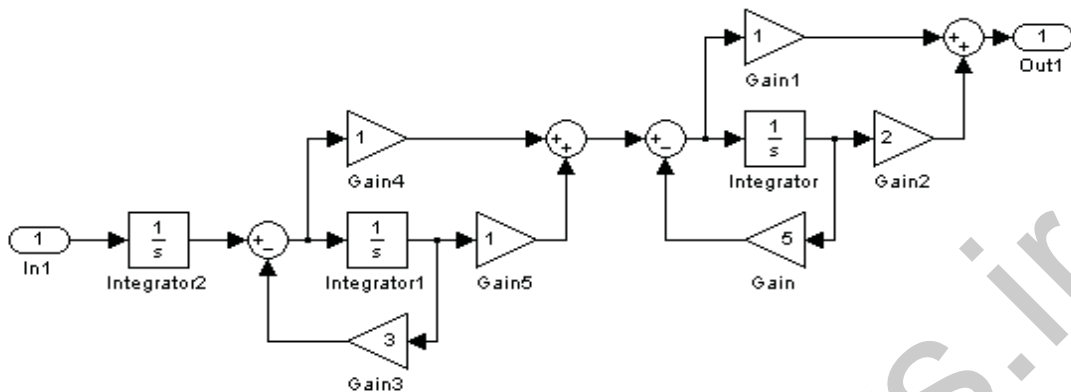 1
Gain1
+
+
1
Out1
1
Gain4
+
+
+
−
1
s
Integrator
2
Gain2
1
In1
1
s
Integrator2
+
−
1
s
Integrator1
1
Gain5
5
Gain
3
Gain3
s.ir